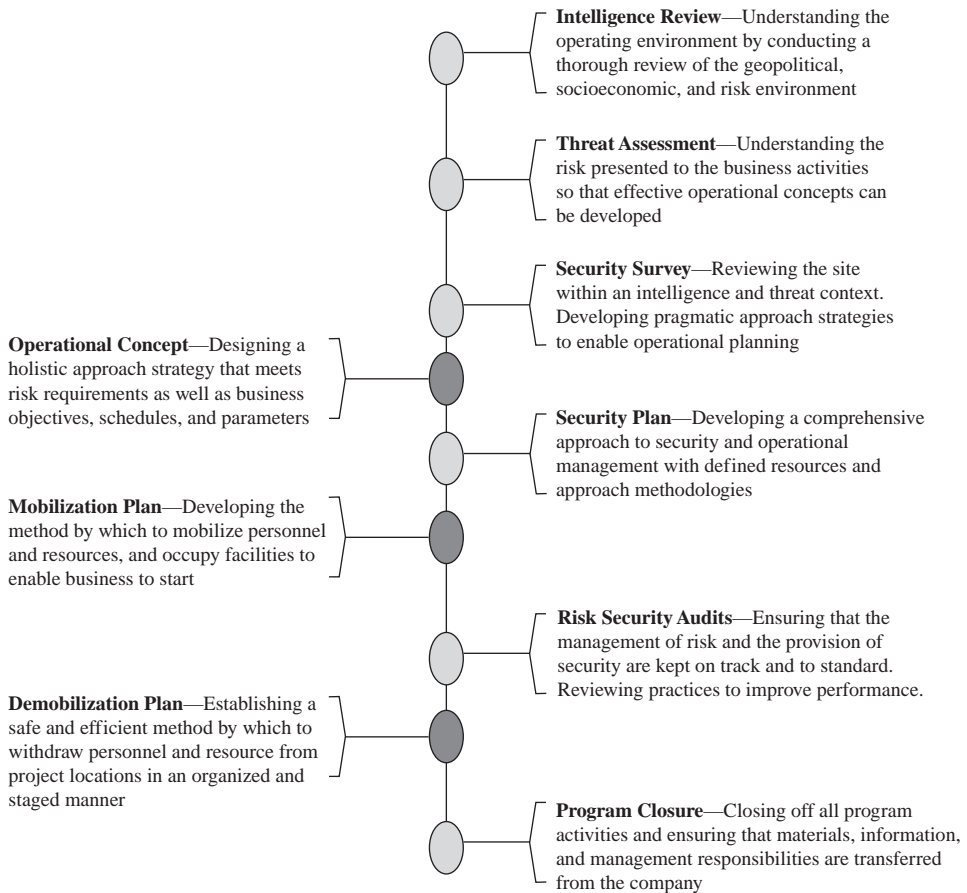 Intelligence Review—Understanding the
operating environment by conducting a
thorough review of the geopolitical,
socioeconomic, and risk environment
Threat Assessment—Understanding the
risk presented to the business activities
so that effective operational concepts can
be developed
Security Survey—Reviewing the site
within an intelligence and threat context.
Developing pragmatic approach strategies
to enable operational planning
Operational Concept—Designing a
holistic approach strategy that meets
risk requirements as well as business
objectives, schedules, and parameters
Security Plan—Developing a comprehensive
approach to security and operational
management with defined resources and
approach methodologies
Mobilization Plan—Developing the
method by which to mobilize personnel
and resources, and occupy facilities to
enable business to start
Risk Security Audits—Ensuring that the
management of risk and the provision of
security are kept on track and to standard.
Reviewing practices to improve performance.
Demobilization Plan—Establishing a
safe and efficient method by which to
withdraw personnel and resource from
project locations in an organized and
staged manner
Program Closure—Closing off all program
activities and ensuring that materials, information,
and management responsibilities are transferred
from the company